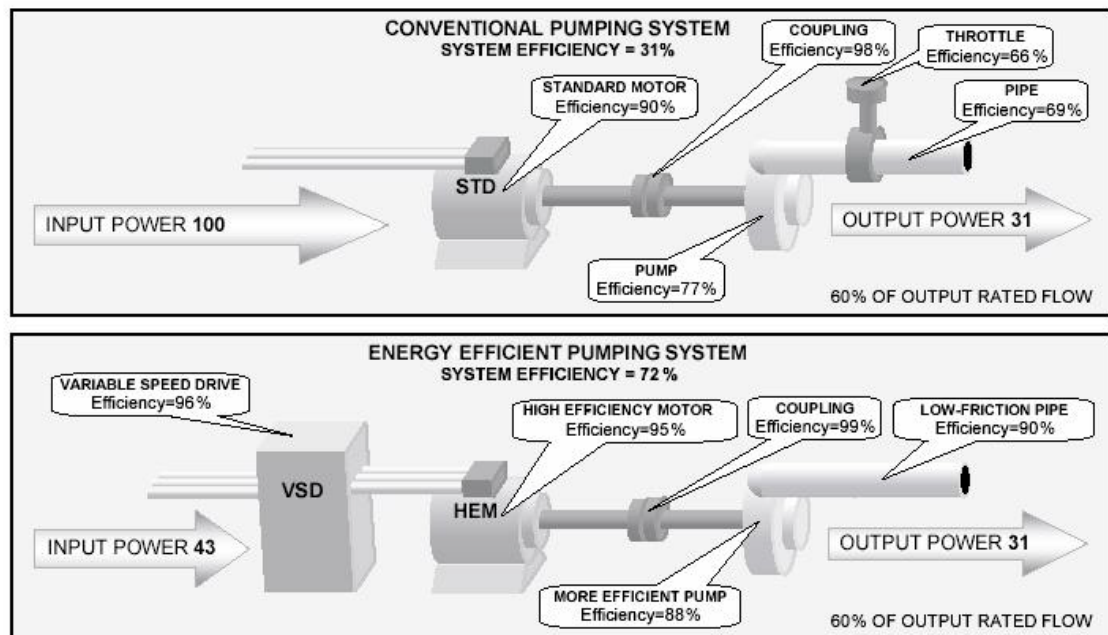 CONVENTIONAL PUMPING SYSTEM
SYSTEM EFFICIENCY = 31%
COUPLING
Efficiency=98%
THROTTLE
Efficiency=66%
STANDARD MOTOR
Efficiency=90%
PIPE
Efficiency=69%
STD
INPUT POWER 100
OUTPUT POWER 31
PUMP
Efficiency=77%
60% OF OUTPUT RATED FLOW
ENERGY EFFICIENT PUMPING SYSTEM
SYSTEM EFFICIENCY = 72%
VARIABLE SPEED DRIVE
Efficiency=96%
HIGH EFFICIENCY MOTOR
Efficiency=95%
COUPLING
Efficiency=99%
LOW-FRICTION PIPE
Efficiency=90%
VSD
HEM
INPUT POWER 43
OUTPUT POWER 31
MORE EFFICIENT PUMP
Efficiency=88%
60% OF OUTPUT RATED FLOW